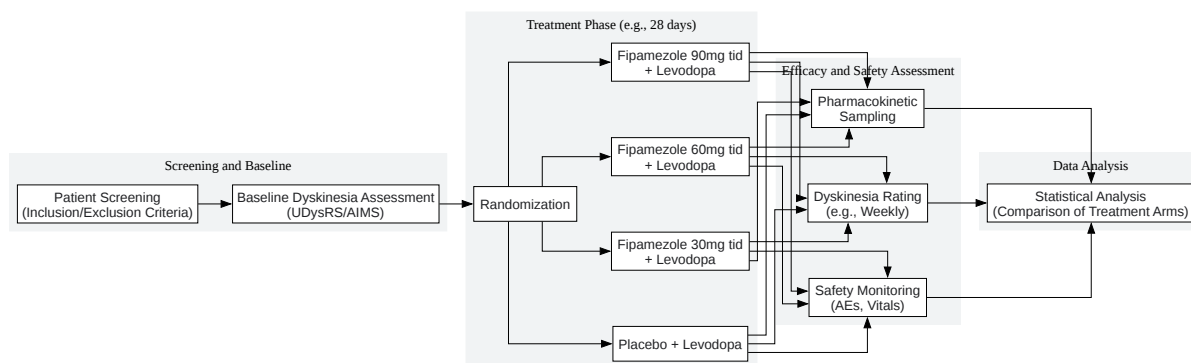 Screening and Baseline
Patient Screening
(Inclusion/Exclusion Criteria)
Baseline Dyskinesia Assessment
(UDysRS/AIMS)
Treatment Phase (e.g., 28 days)
Randomization
Fipamezole 90mg tid
+ Levodopa
Fipamezole 60mg tid
+ Levodopa
Fipamezole 30mg tid
+ Levodopa
Placebo + Levodopa
Efficacy and Safety Assessment
Pharmacokinetic
Sampling
Dyskinesia Rating
(e.g., Weekly)
Safety Monitoring
(AEs, Vitals)
Data Analysis
Statistical Analysis
(Comparison of Treatment Arms)